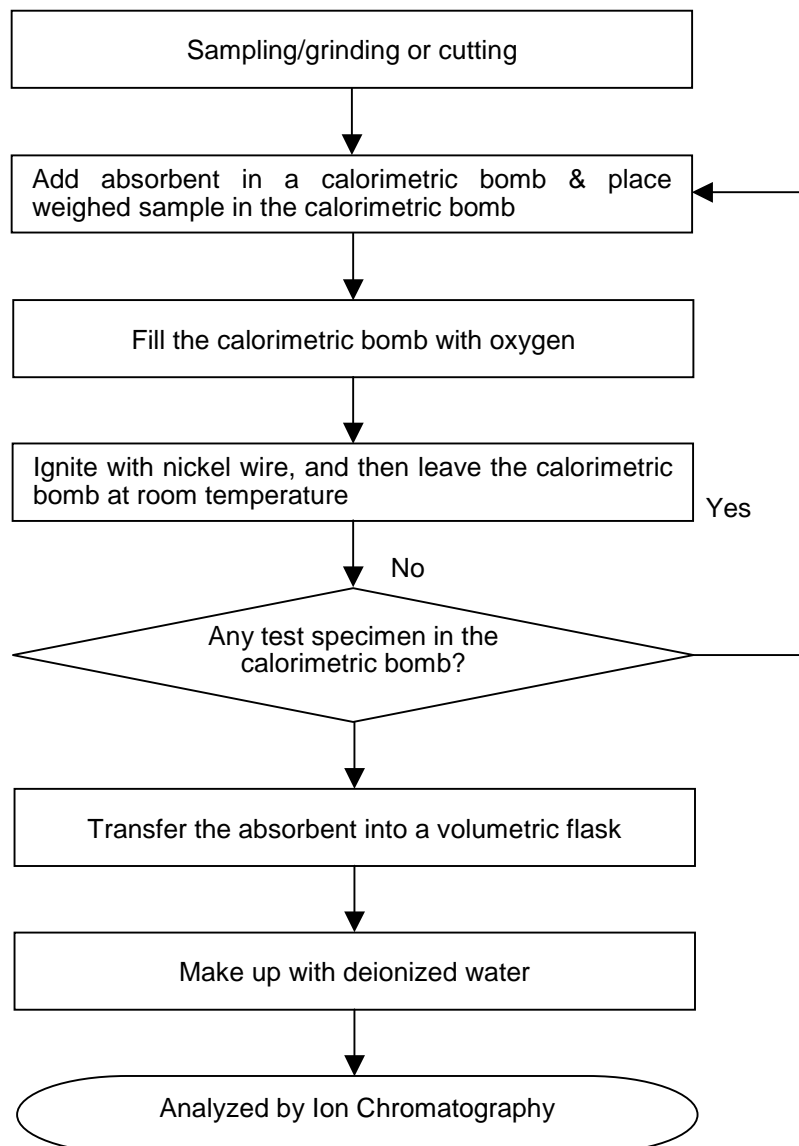 Sampling/grinding or cutting
Add absorbent in a calorimetric bomb & place
weighed sample in the calorimetric bomb
Fill the calorimetric bomb with oxygen
Ignite with nickel wire, and then leave the calorimetric
bomb at room temperature
Yes
No
Any test specimen in the
calorimetric bomb?
Transfer the absorbent into a volumetric flask
Make up with deionized water
Analyzed by Ion Chromatography